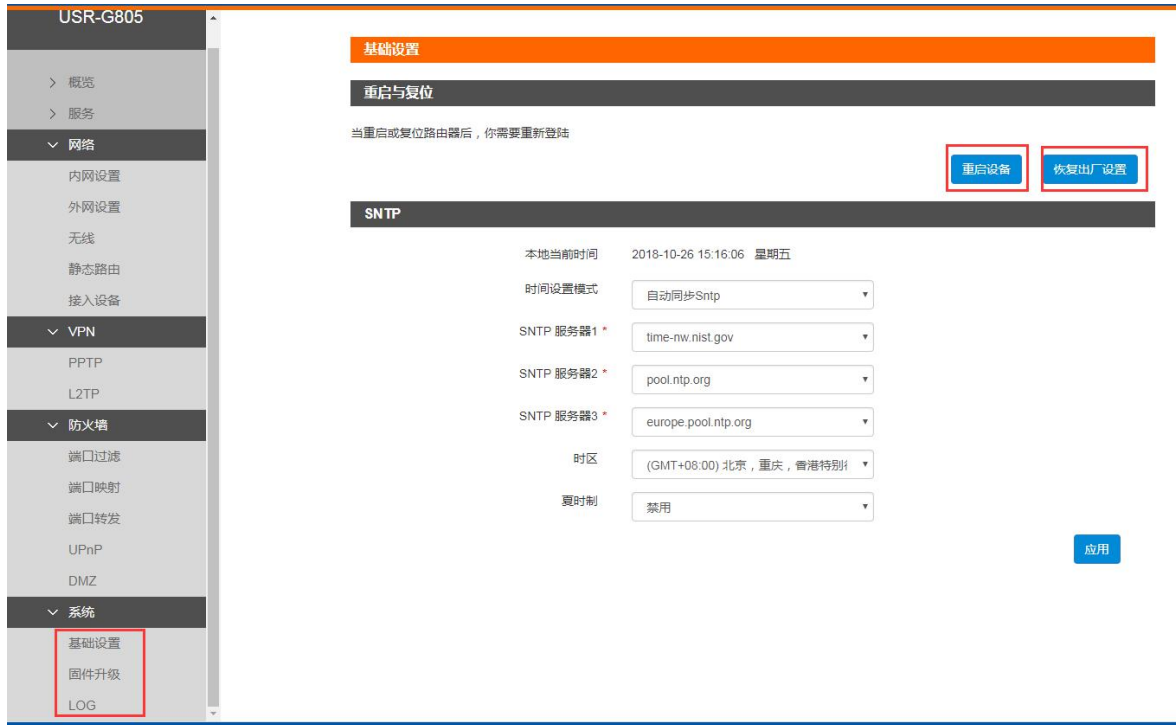 USR-G805
概览
服务
网络
内网设置
外网设置
无线
静态路由
接入设备
VPN
PPTP
L2TP
防火墙
端口过滤
端口映射
端口转发
UPnP
DMZ
系统
基础设置
固件升级
LOG
基础设置
重启与复位
当重启或复位路由器后，你需要重新登陆
重启设备 恢复出厂设置
SNTP
本地当前时间 2018-10-26 15:16:06 星期五
时间设置模式 自动同步Sntp
SNTP 服务器1 * time-nw.nist.gov
SNTP 服务器2 * pool.ntp.org
SNTP 服务器3 * europe.pool.ntp.org
时区 (GMT+08:00) 北京，重庆，香港特别
夏时制 禁用
应用